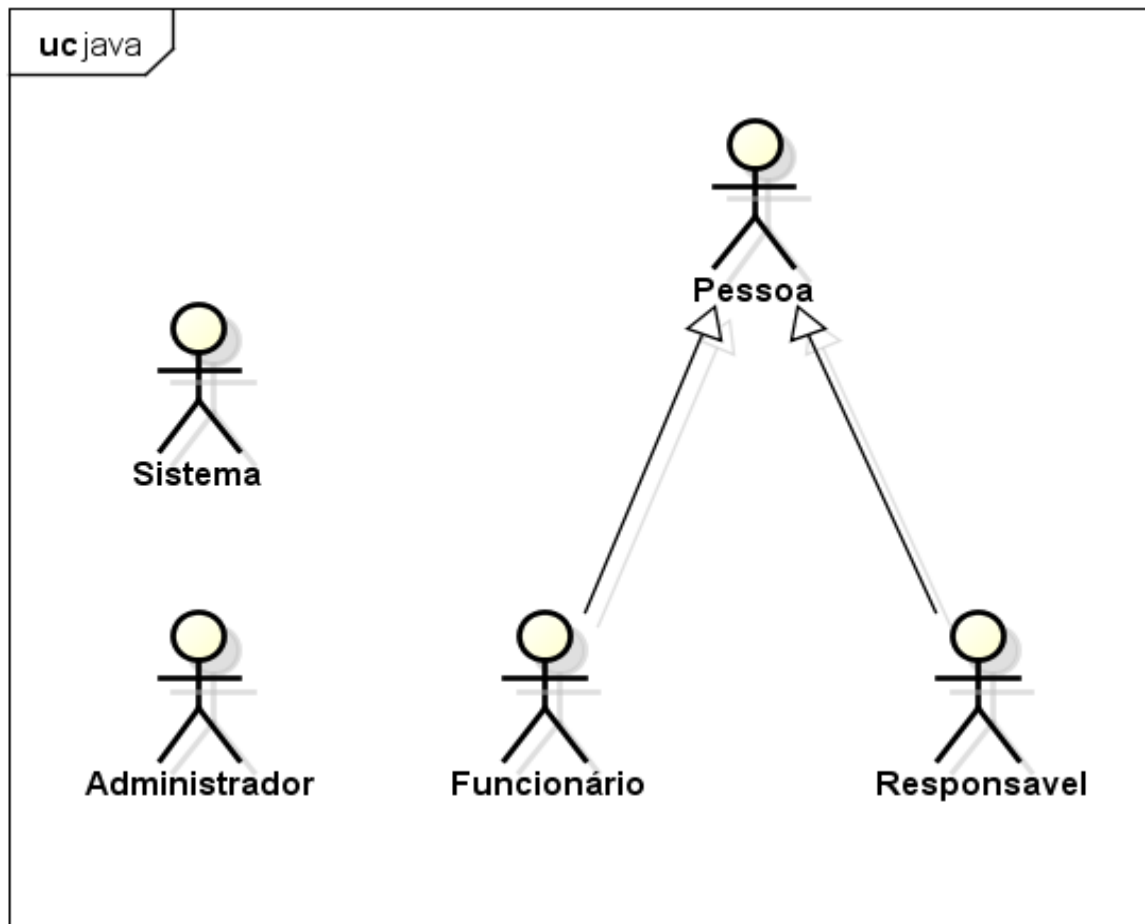 uc java
Pessoa
Sistema
Administrador
Funcionário
Responsavel